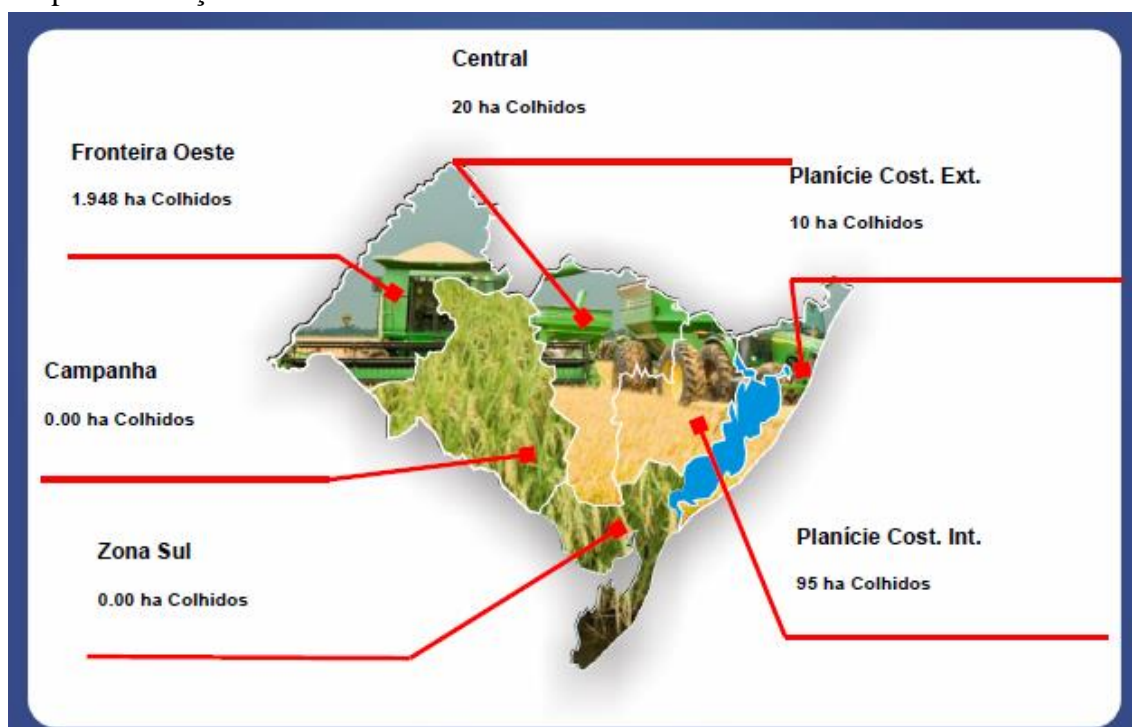 Central
20 ha Colhidos
Fronteira Oeste
1.948 ha Colhidos
Planície Cost. Ext.
10 ha Colhidos
Campanha
0.00 ha Colhidos
Zona Sul
0.00 ha Colhidos
Planície Cost. Int.
95 ha Colhidos